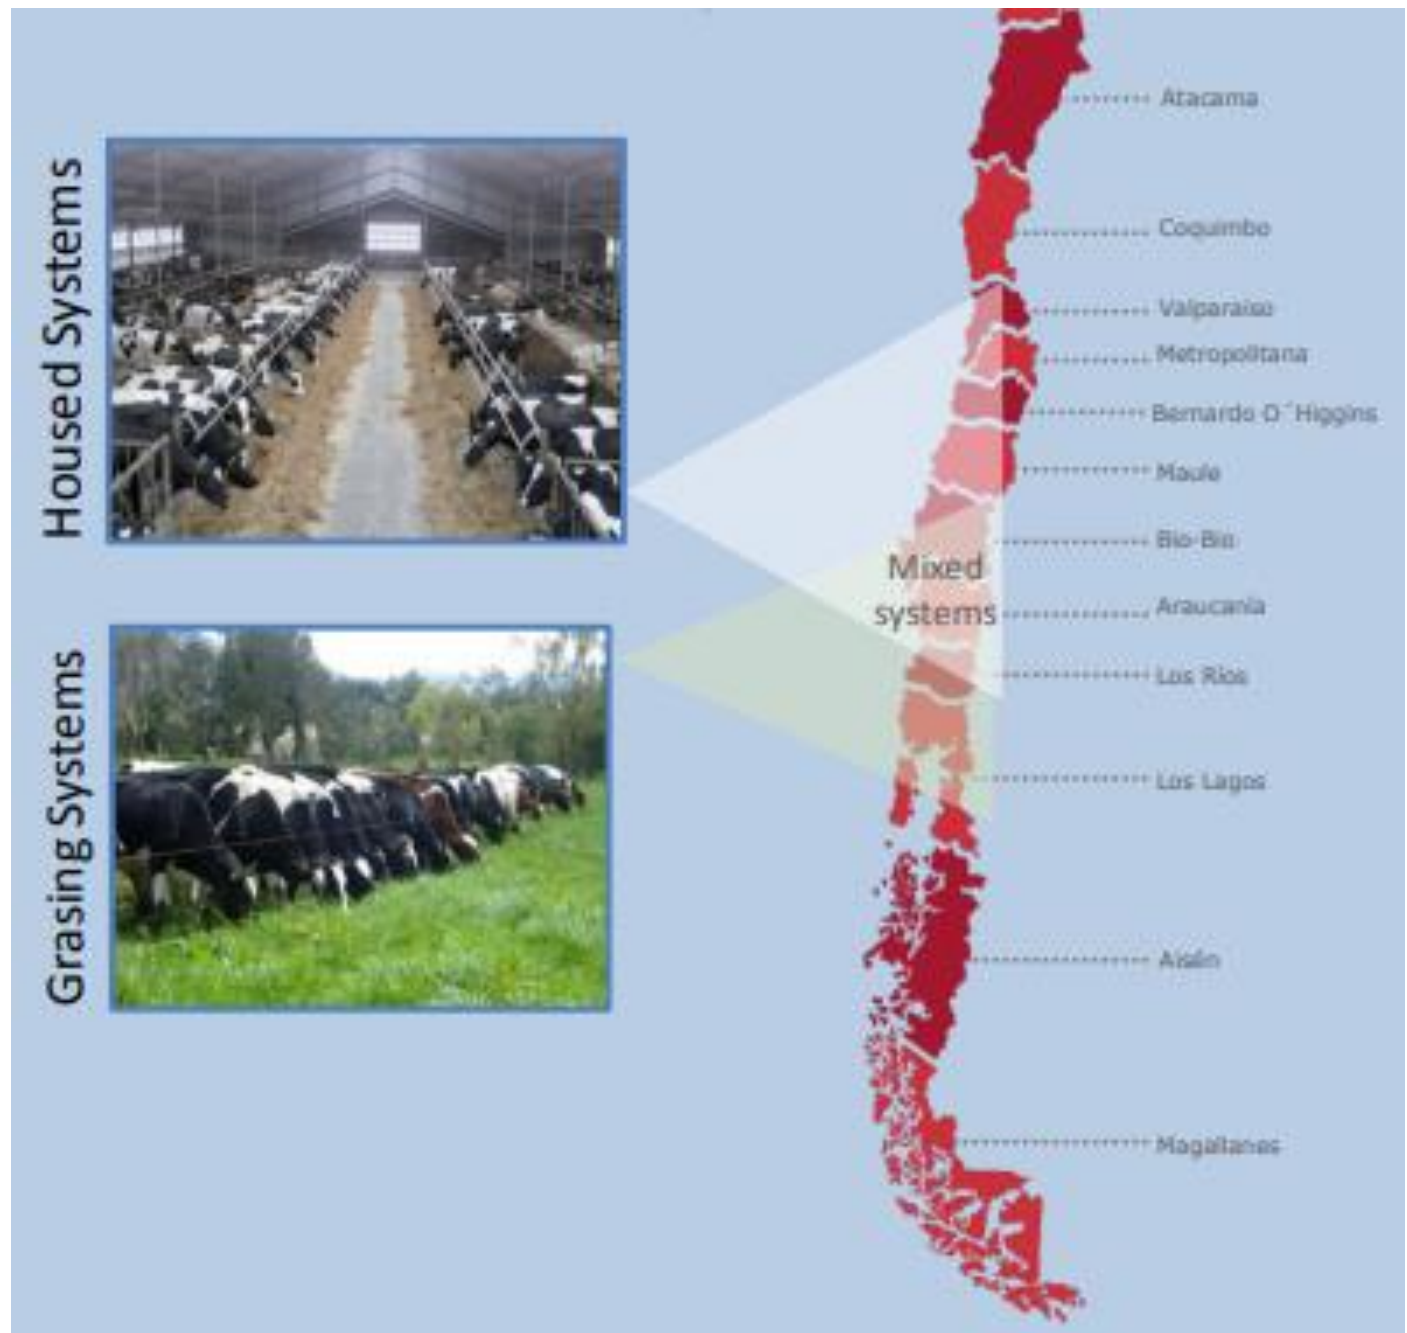 Housed Systems
Grasing Systems
Atacama
Coquimbo
Valparaiso
Metropolitana
Bernardo O´Higgins
Maule
Bio-Bio
Mixed
systems
Araucania
Los Rios
Los Lagos
Aisén
Magallanes